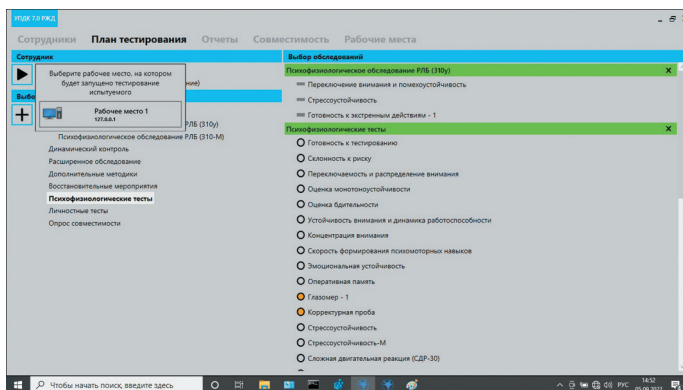 УПДК 7.0 РЖД
Сотрудники План тестирования Отчеты Совместимость Рабочие места
Сотрудник
Выберите рабочее место, на котором
будет запущено тестирование
испытуемого
Рабочее место 1
127.0.0.1
ние)
Выбо
РЛБ (310у)
Психофизиологическое обследование РЛБ (310-М)
Динамический контроль
Расширенное обследование
Дополнительные методики
Восстановительные мероприятия
Психофизиологические тесты
Личностные тесты
Опрос совместимости
Выбор обследований
Психофизиологическое обследование РЛБ (310у) X
Переключение внимания и помехоустойчивость
Стрессоустойчивость
Готовность к экстренным действиям - 1
Психофизиологические тесты X
Готовность к тестированию
Склонность к риску
Переключаемость и распределение внимания
Оценка монотоноустойчивости
Оценка бдительности
Устойчивость внимания и динамика работоспособности
Концентрация внимания
Скорость формирования психомоторных навыков
Эмоциональная устойчивость
Оперативная память
Глазомер - 1
Корректурная проба
Стрессоустойчивость
Стрессоустойчивость-М
Сложная двигательная реакция (СДР-30)
Чтобы начать поиск, введите здесь
РУС
14:52
05.09.2022